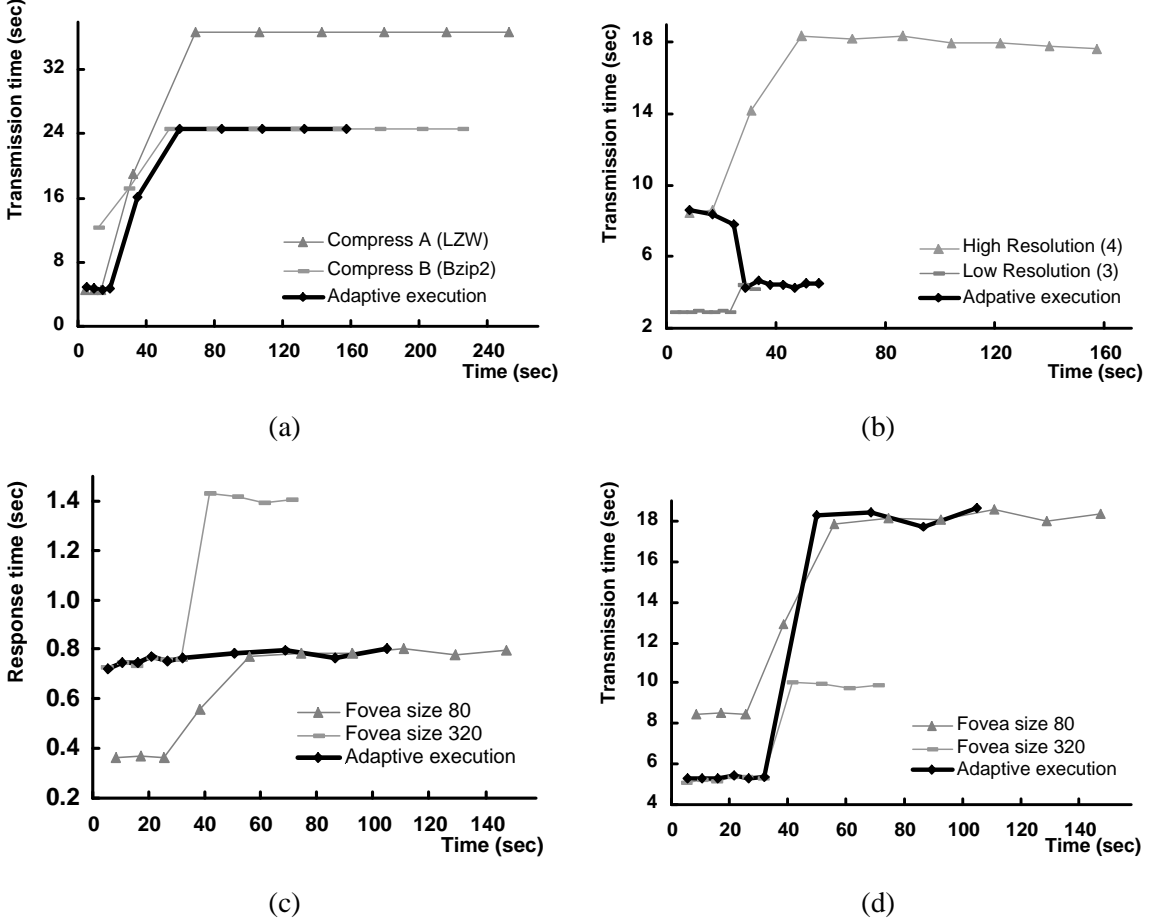 Transmission time (sec)
32
24
16
8
0
0 40 80 120 160 200 240
Time (sec)
Compress A (LZW)
Compress B (Bzip2)
Adaptive execution
(a)
Transmission time (sec)
18
14
10
6
2
0 40 80 120 160
Time (sec)
High Resolution (4)
Low Resolution (3)
Adpative execution
(b)
Response time (sec)
1.4
1.2
1.0
0.8
0.6
0.4
0.2
0 20 40 60 80 100 120 140
Time (sec)
Fovea size 80
Fovea size 320
Adaptive execution
(c)
Transmission time (sec)
18
16
14
12
10
8
6
4
0 20 40 60 80 100 120 140
Time (sec)
Fovea size 80
Fovea size 320
Adaptive execution
(d)